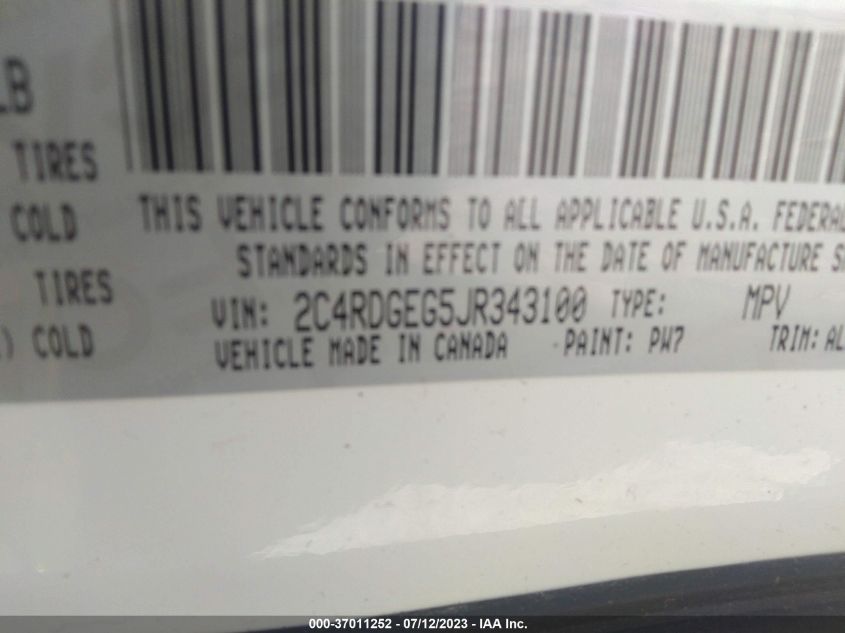 LB
TIRES
COLD
TIRES
) COLD
THIS VEHICLE CONFORMS TO ALL APPLICABLE U.S.A. FEDERAL
STANDARDS IN EFFECT ON THE DATE OF MANUFACTURE S
VIN: 2C4RDGEG5JR343100 TYPE: MPV
VEHICLE MADE IN CANADA PAINT: PW7 TRIM: AL
000-37011252 - 07/12/2023 - IAA Inc.